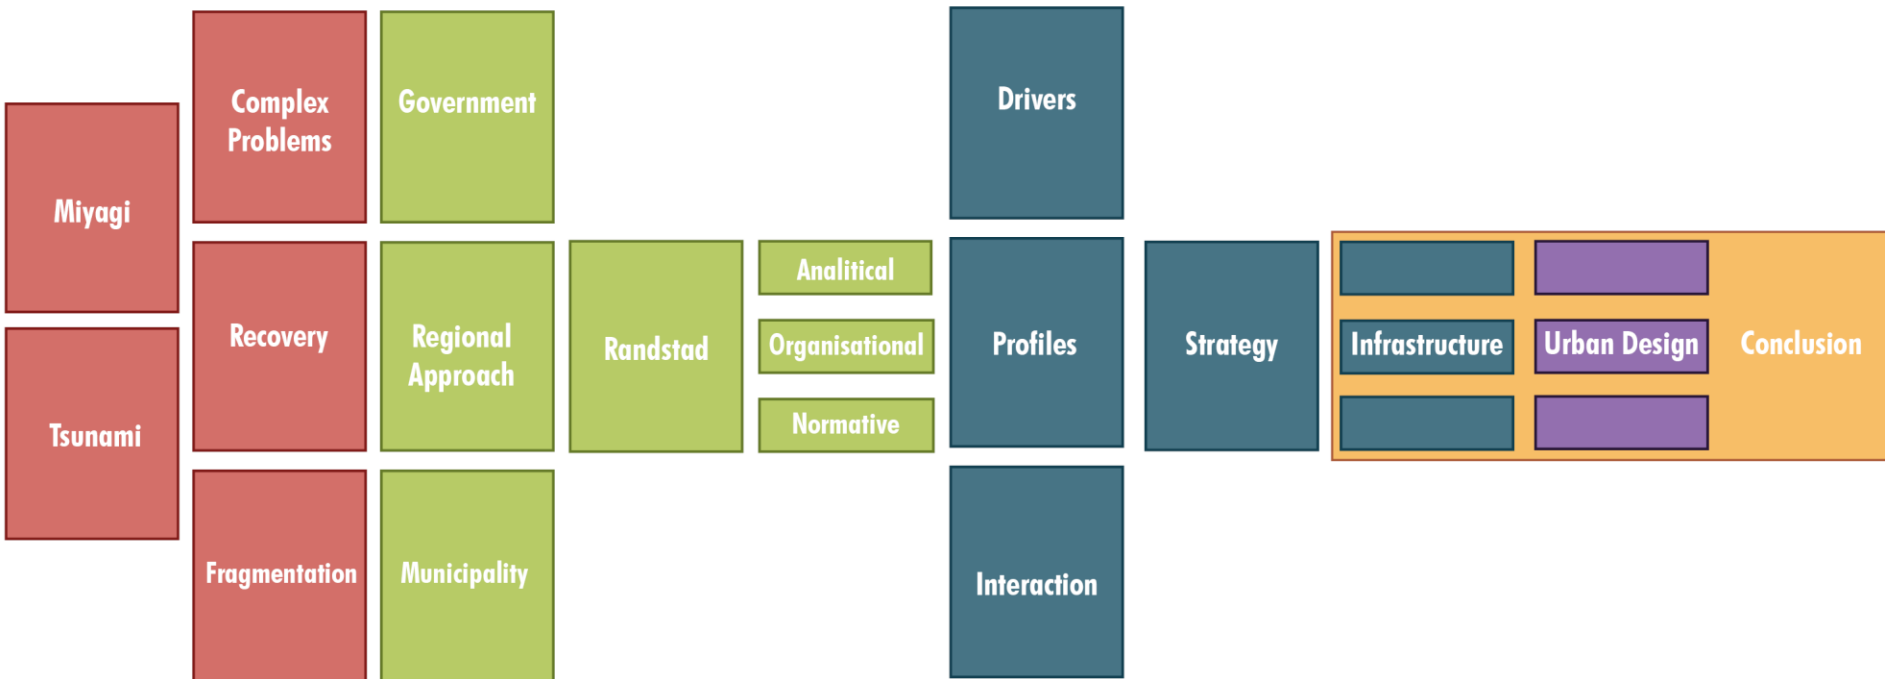 Miyagi
Tsunami
Complex
Problems
Recovery
Fragmentation
Government
Regional
Approach
Municipality
Randstad
Analitical
Organisational
Normative
Drivers
Profiles
Interaction
Strategy
Infrastructure
Urban Design
Conclusion